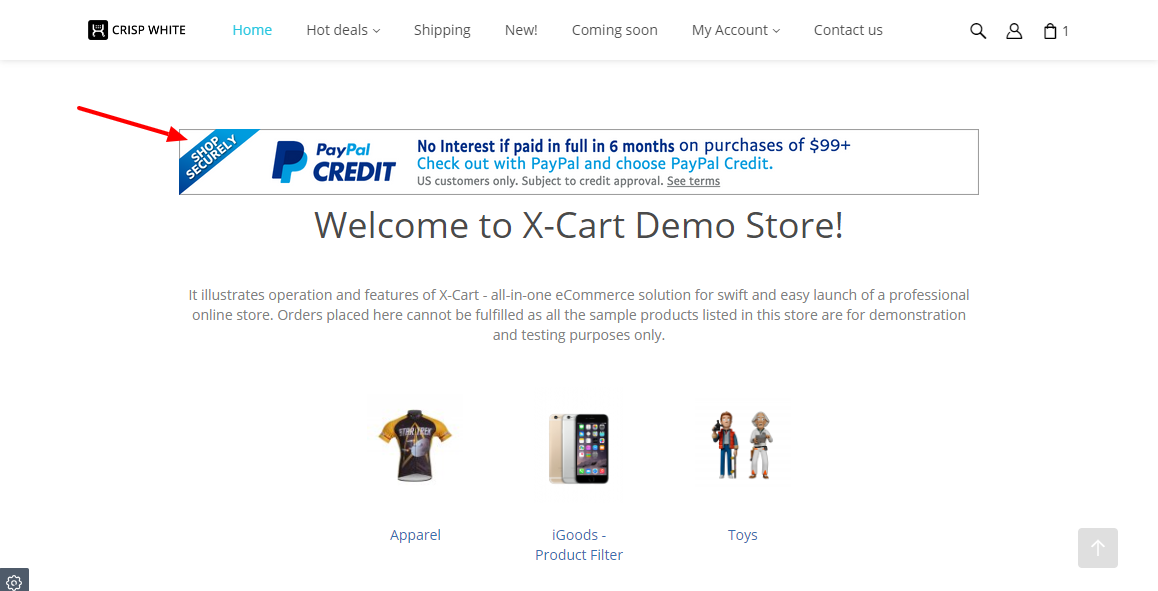 CRISP WHITE
Home
Hot deals
Shipping
New!
Coming soon
My Account
Contact us
1
SHOP
SECURELY
PayPal
CREDIT
No Interest if paid in full in 6 months on purchases of $99+
Check out with PayPal and choose PayPal Credit.
US customers only. Subject to credit approval. See terms
Welcome to X-Cart Demo Store!
It illustrates operation and features of X-Cart - all-in-one eCommerce solution for swift and easy launch of a professional
online store. Orders placed here cannot be fulfilled as all the sample products listed in this store are for demonstration
and testing purposes only.
STAR TREK
Apparel
iGoods -
Product Filter
Toys